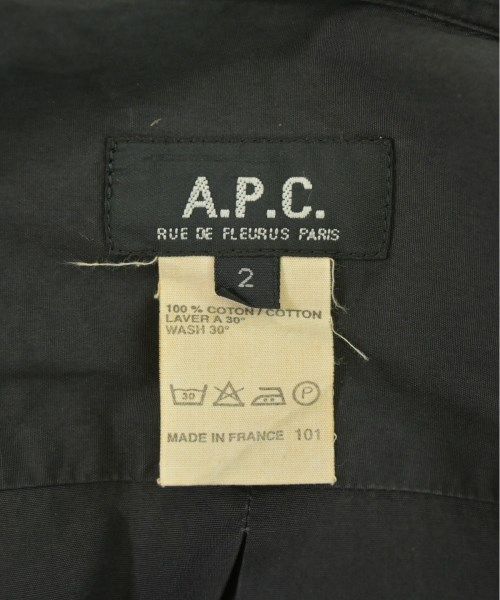 A.P.C.
RUE DE FLEURUS PARIS
2
100 % COTON / COTTON
LAVER A 30°
WASH 30°
30 P
MADE IN FRANCE 101